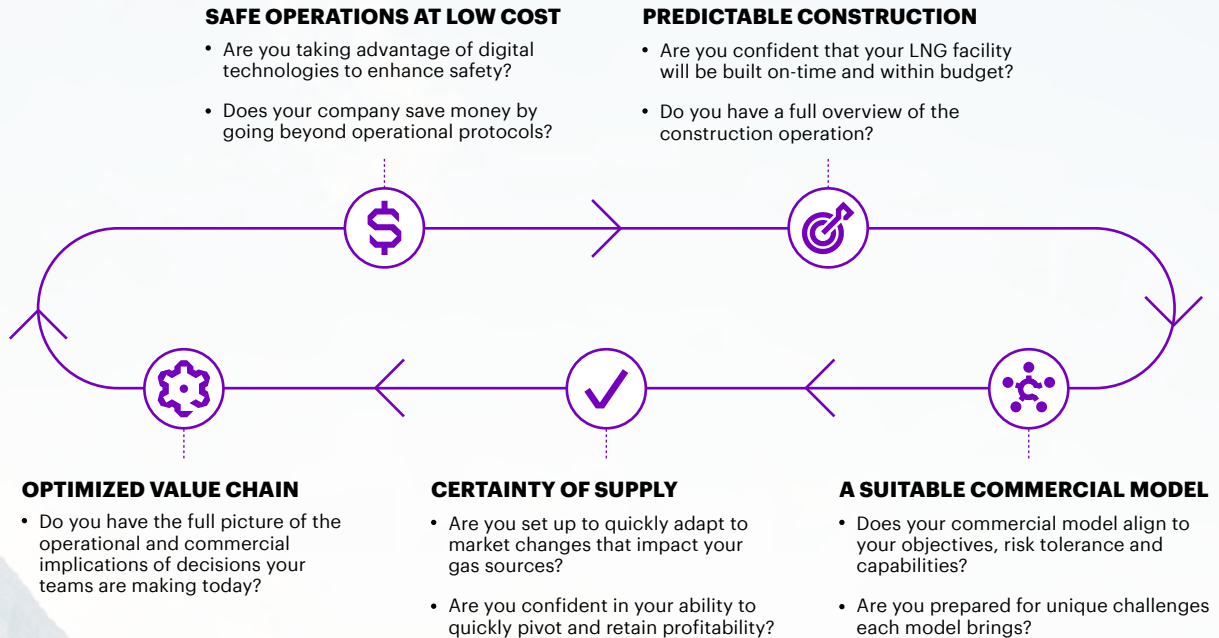 SAFE OPERATIONS AT LOW COST
• Are you taking advantage of digital
technologies to enhance safety?
• Does your company save money by
going beyond operational protocols?
PREDICTABLE CONSTRUCTION
• Are you confident that your LNG facility
will be built on-time and within budget?
• Do you have a full overview of the
construction operation?
$
OPTIMIZED VALUE CHAIN
• Do you have the full picture of the
operational and commercial
implications of decisions your
teams are making today?
CERTAINTY OF SUPPLY
• Are you set up to quickly adapt to
market changes that impact your
gas sources?
• Are you confident in your ability to
quickly pivot and retain profitability?
A SUITABLE COMMERCIAL MODEL
• Does your commercial model align to
your objectives, risk tolerance and
capabilities?
• Are you prepared for unique challenges
each model brings?